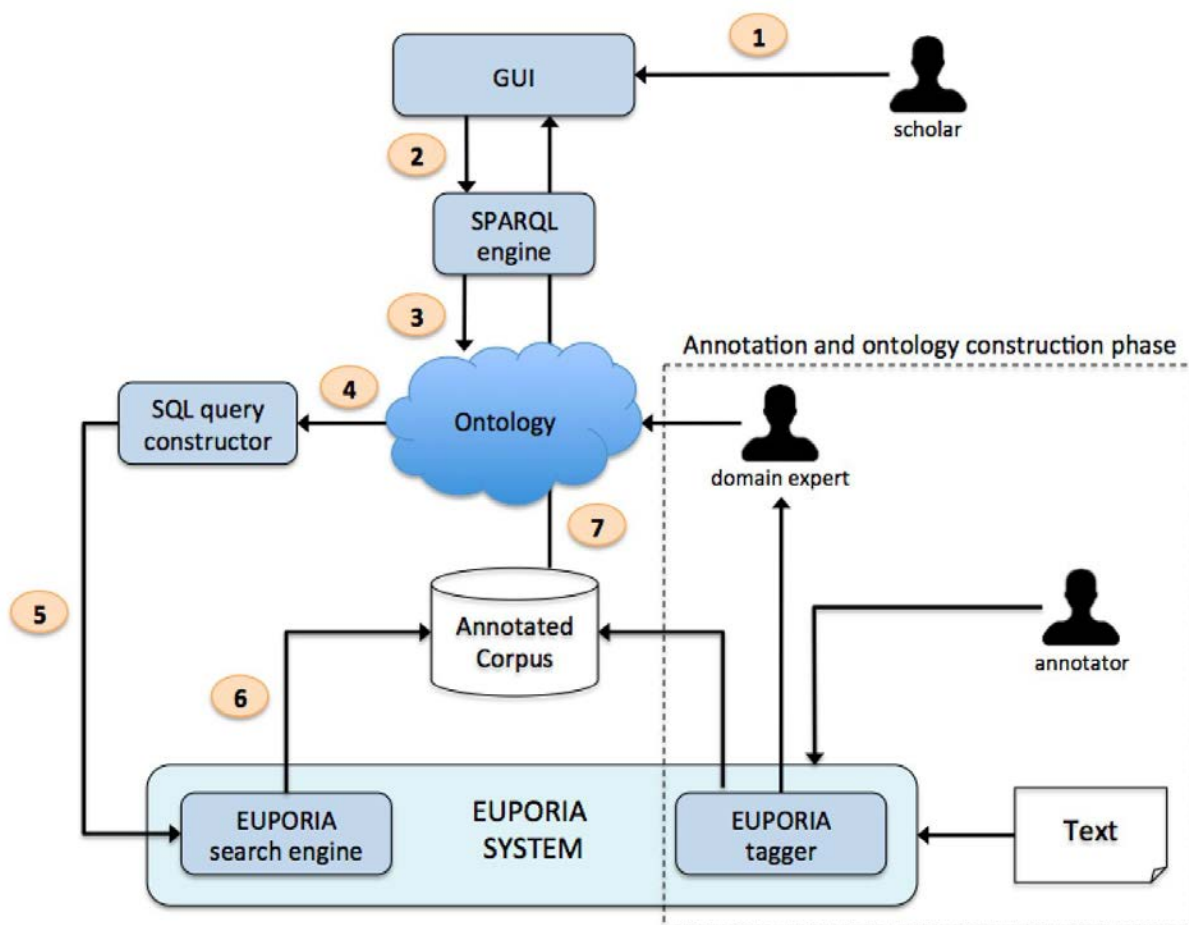 1
GUI
scholar
2
SPARQL
engine
3
Annotation and ontology construction phase
4
SQL query
constructor
Ontology
domain expert
7
5
Annotated
Corpus
annotator
6
EUPORIA
search engine
EUPORIA
SYSTEM
EUPORIA
tagger
Text